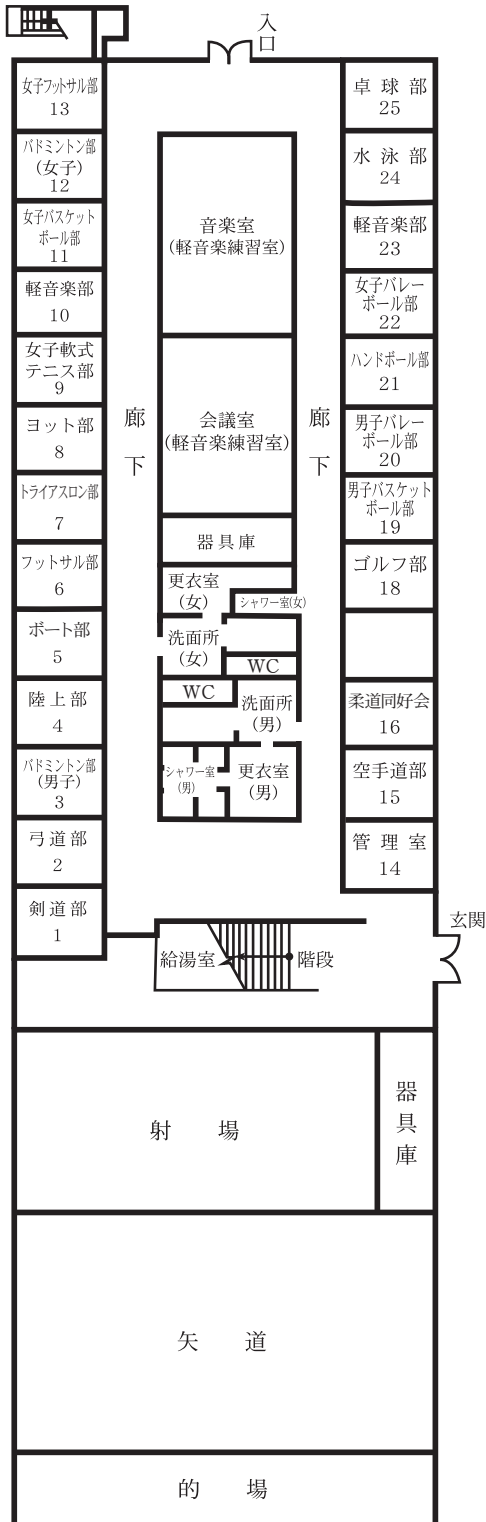 入
口
女子フットサル部
13
バドミントン部
(女子)
12
女子バスケット
ボール部
11
軽音楽部
10
女子軟式
テニス部
9
ヨット部
8
トライアスロン部
7
フットサル部
6
ボート部
5
陸上部
4
バドミントン部
(男子)
3
弓道部
2
剣道部
1
廊
下
音楽室
(軽音楽練習室)
会議室
(軽音楽練習室)
器具庫
更衣室
(女)
シャワー室(女)
洗面所
(女)
WC
WC
洗面所
(男)
シャワー室
(男)
更衣室
(男)
廊
下
卓球部
25
水泳部
24
軽音楽部
23
女子バレー
ボール部
22
ハンドボール部
21
男子バレー
ボール部
20
男子バスケット
ボール部
19
ゴルフ部
18
柔道同好会
16
空手道部
15
管理室
14
玄関
給湯室
階段
射場
器
具
庫
矢道
的場